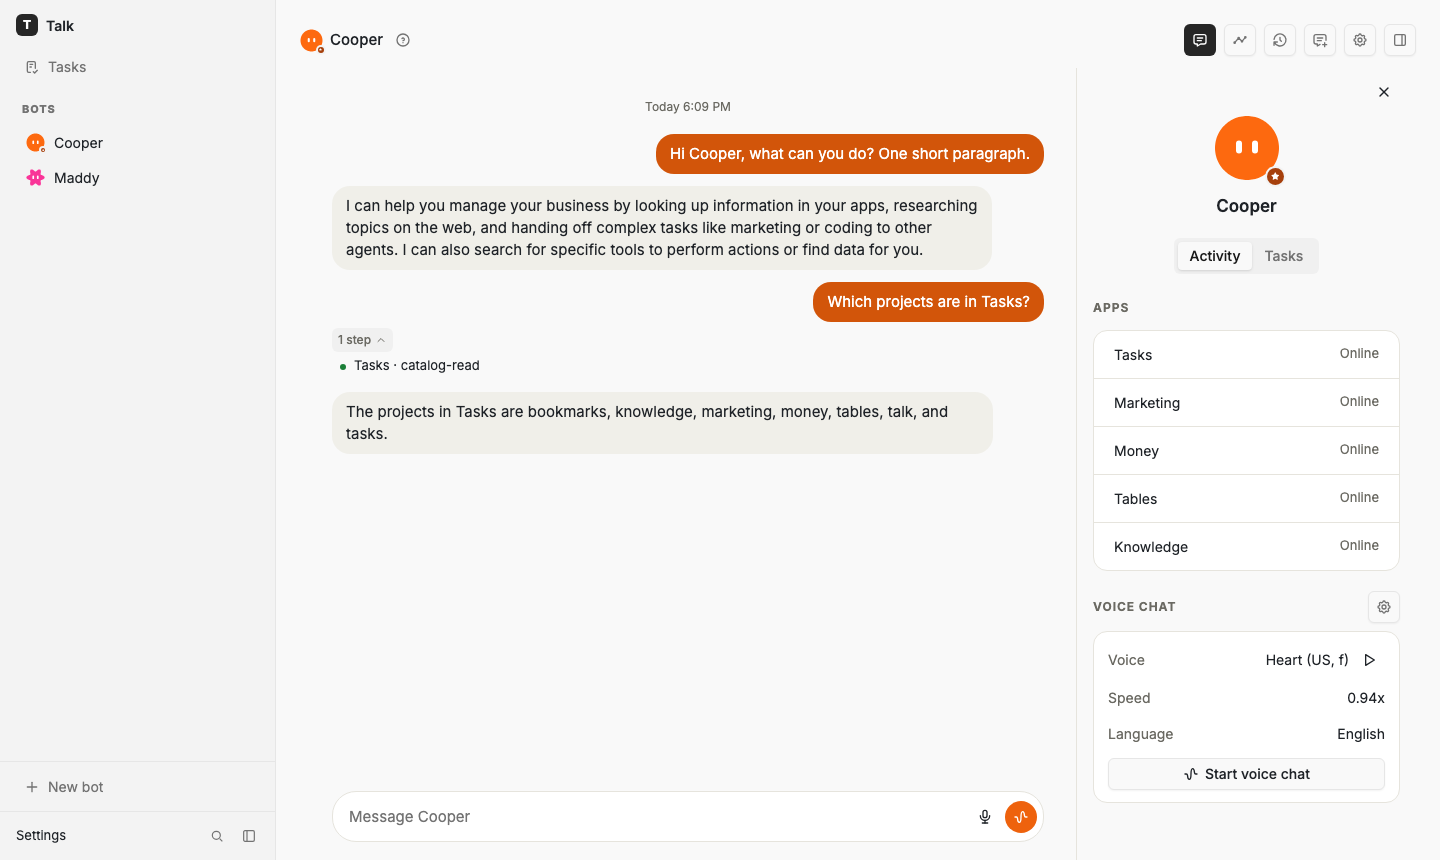 T Talk
Tasks
BOTS
Cooper
Maddy
New bot
Settings
Cooper
Today 6:09 PM
Hi Cooper, what can you do? One short paragraph.
I can help you manage your business by looking up information in your apps, researching
topics on the web, and handing off complex tasks like marketing or coding to other
agents. I can also search for specific tools to perform actions or find data for you.
Which projects are in Tasks?
1 step
Tasks · catalog-read
The projects in Tasks are bookmarks, knowledge, marketing, money, tables, talk, and
tasks.
Message Cooper
Cooper
Activity Tasks
APPS
Tasks Online
Marketing Online
Money Online
Tables Online
Knowledge Online
VOICE CHAT
Voice Heart (US, f)
Speed 0.94x
Language English
Start voice chat